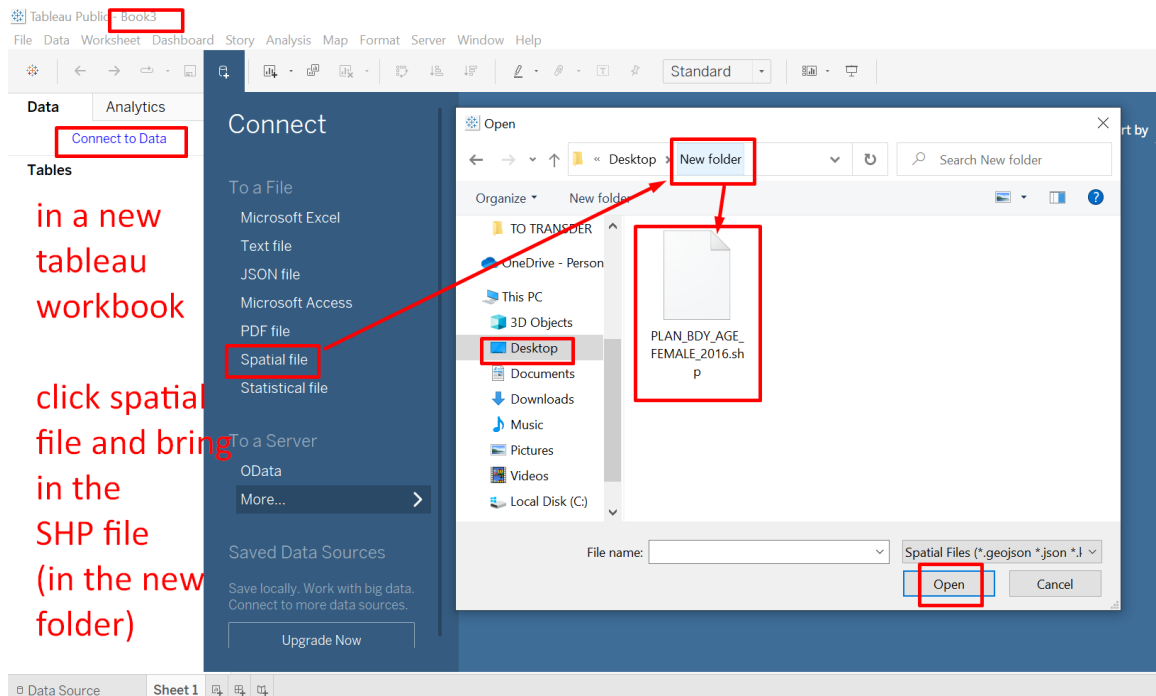 Tableau Public - Book3
File Data Worksheet Dashboard Story Analysis Map Format Server Window Help
Standard
Data Analytics
Connect to Data
Tables
in a new
tableau
workbook
click spatial
file and bring
in the
SHP file
(in the new
folder)
Connect
To a File
Microsoft Excel
Text file
JSON file
Microsoft Access
PDF file
Spatial file
Statistical file
To a Server
OData
More...
Saved Data Sources
Save locally. Work with big data.
Connect to more data sources.
Upgrade Now
rt by
Open
« Desktop New folder
Search New folder
Organize New folder
TO TRANSDER
OneDrive - Person
This PC
3D Objects
Desktop
Documents
Downloads
Music
Pictures
Videos
Local Disk (C:)
PLAN_BDY_AGE_
FEMALE_2016.sh
p
File name:
Spatial Files (*.geojson *.json *.
Open Cancel
Data Source Sheet 1